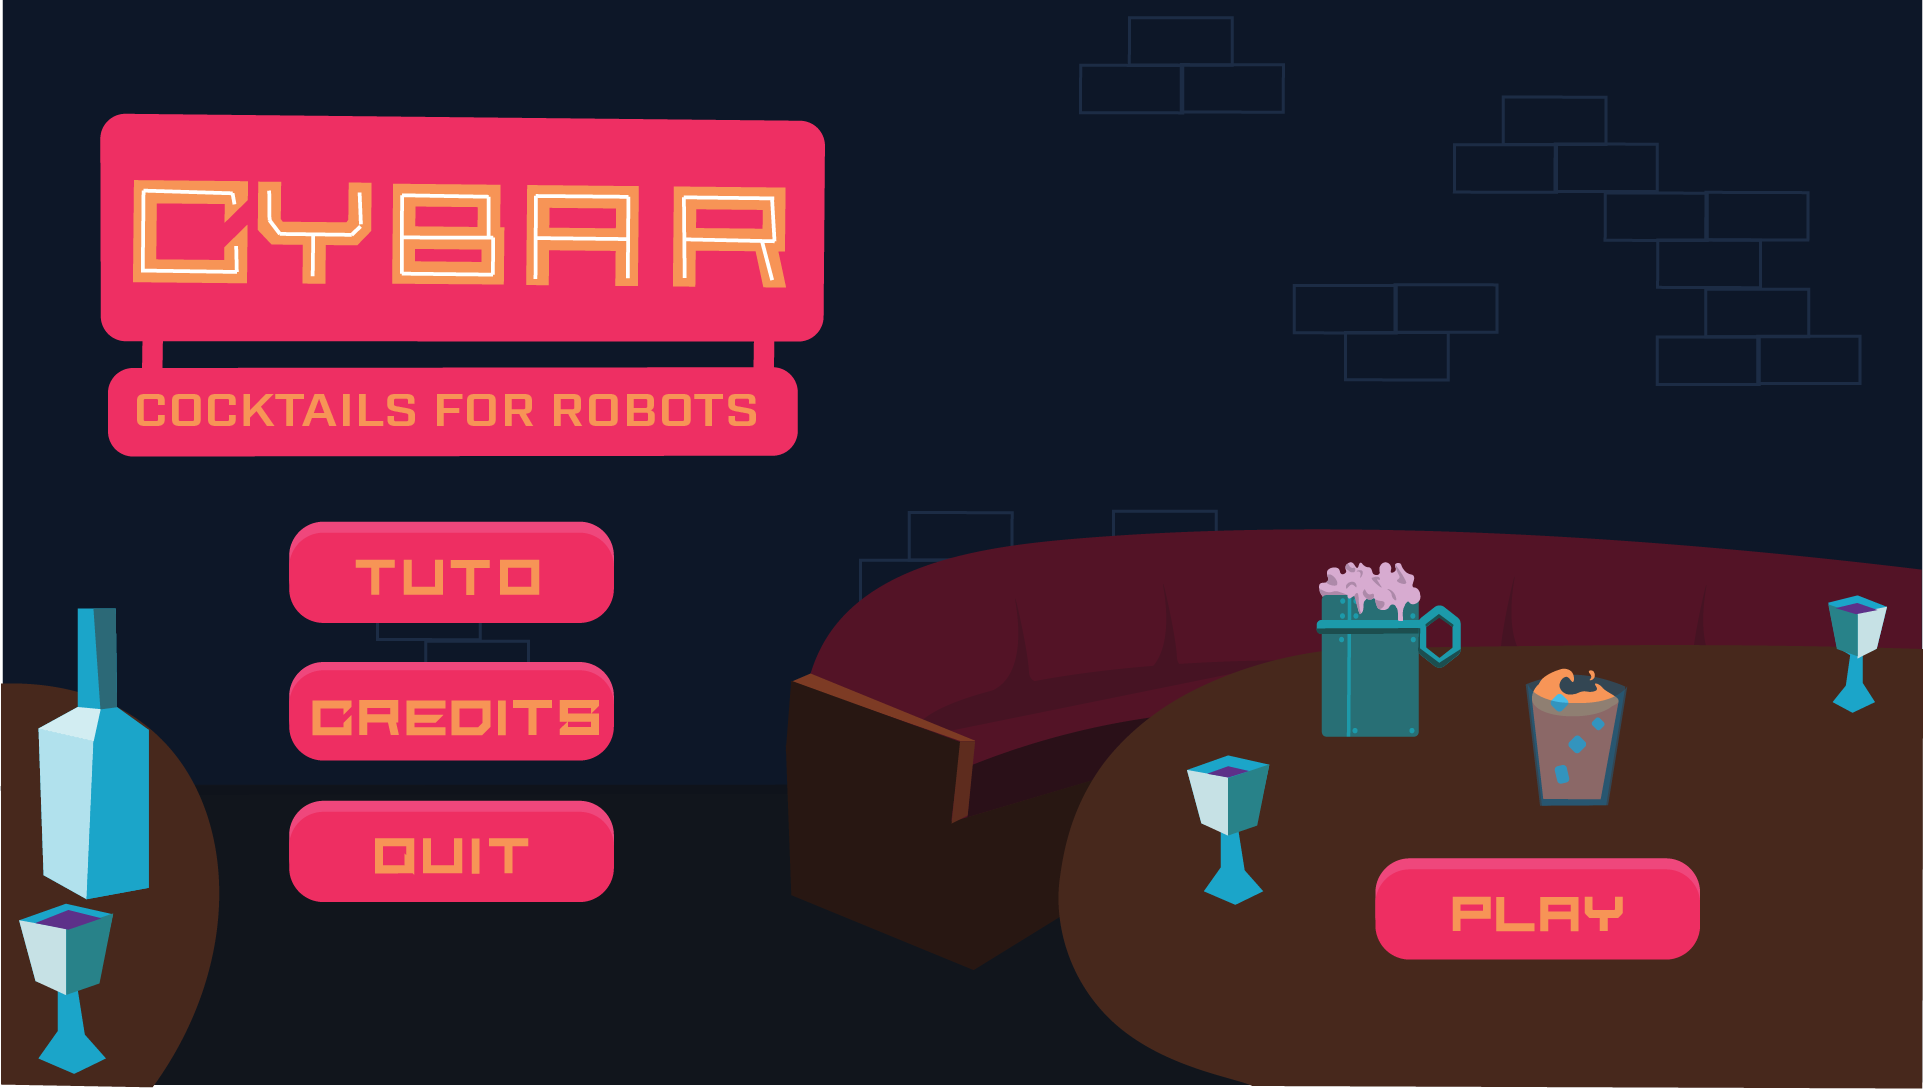 CYBAR
COCKTAILS FOR ROBOTS
TUTO
CREDITS
QUIT
PLAY